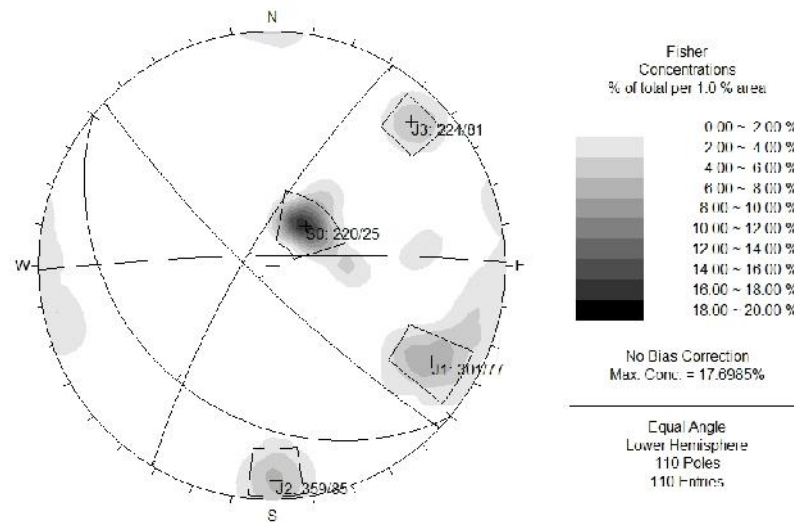 N
J3: 224/81
S0: 220/25
W
E
J1: 301/77
J2: 359/85
S
Fisher
Concentrations
% of total per 1.0 % area
0.00 ~ 2.00 %
2.00 ~ 4.00 %
4.00 ~ 6.00 %
6.00 ~ 8.00 %
8.00 ~ 10.00 %
10.00 ~ 12.00 %
12.00 ~ 14.00 %
14.00 ~ 16.00 %
16.00 ~ 18.00 %
18.00 ~ 20.00 %
No Bias Correction
Max. Conc. = 17.6985%
Equal Angle
Lower Hemisphere
110 Poles
110 Entries